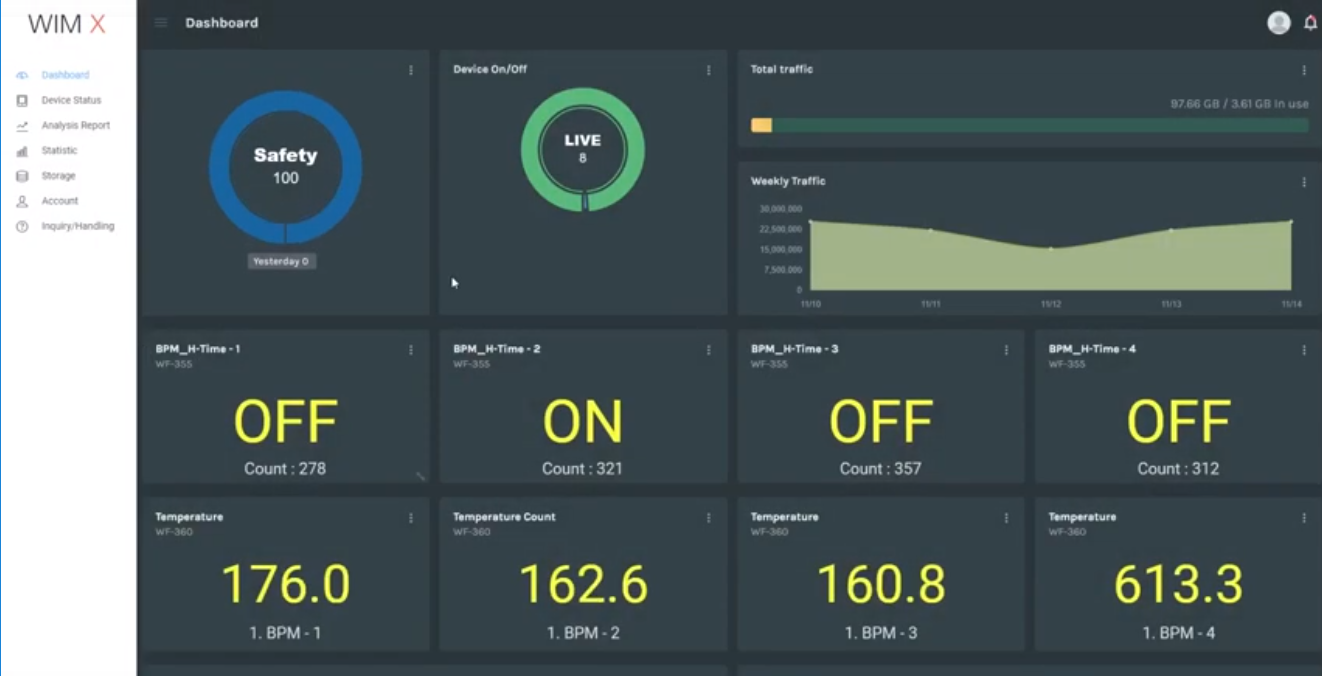 WIM X
Dashboard
Dashboard
Device Status
Analysis Report
Statistic
Storage
Account
Inquiry/Handling
Safety
100
Yesterday 0
Device On/Off
LIVE
8
Total traffic
97.66 GB / 3.61 GB In use
Weekly Traffic
30,000,000
22,500,000
15,000,000
7,500,000
0
11/10 11/11 11/12 11/13 11/14
BPM_H-Time - 1
WF-355
OFF
Count : 278
BPM_H-Time - 2
WF-355
ON
Count : 321
BPM_H-Time - 3
WF-355
OFF
Count : 357
BPM_H-Time - 4
WF-355
OFF
Count : 312
Temperature
WF-360
176.0
1. BPM - 1
Temperature Count
WF-360
162.6
1. BPM - 2
Temperature
WF-360
160.8
1. BPM - 3
Temperature
WF-360
613.3
1. BPM - 4